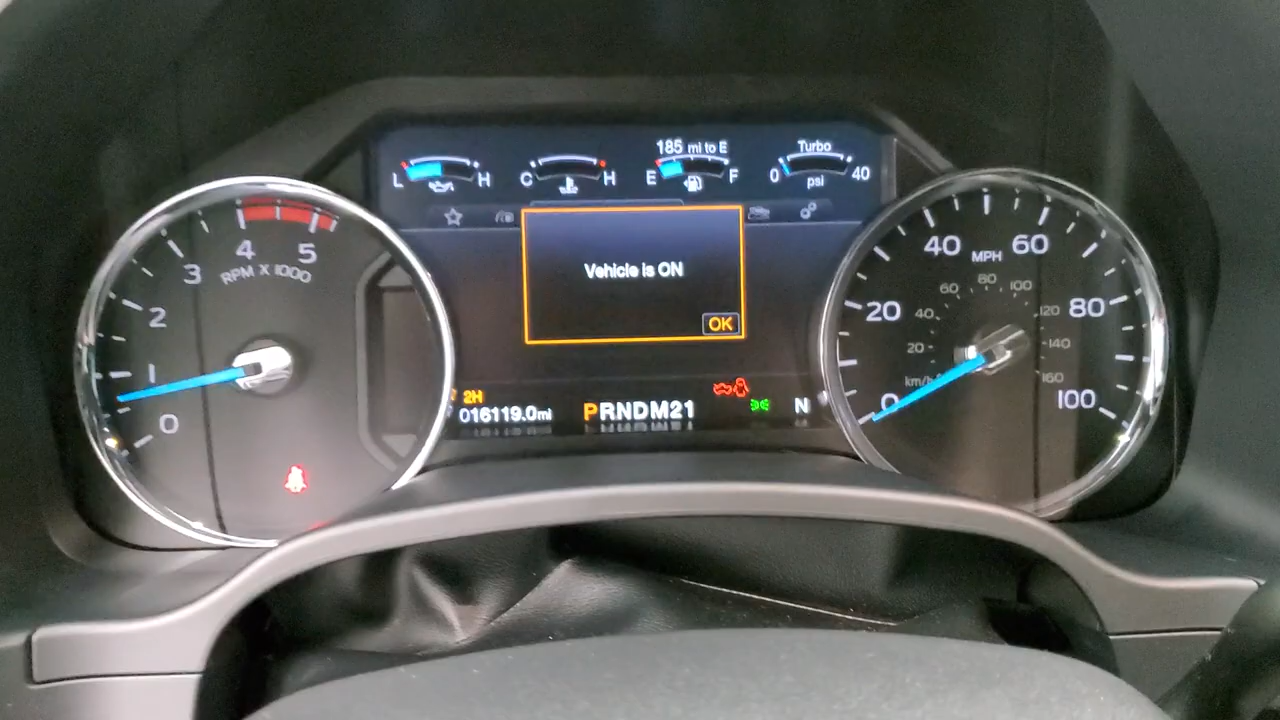 185 mi to E
Turbo
L H
C H
E F
0 40
psi
Vehicle is ON
OK
2H
016119.0mi
PRNDM21
N
0 1 2 3 4 5
RPM X 1000
0 20 40 60 80 100
MPH
20 40 60 80 100 120 140 160
km/h